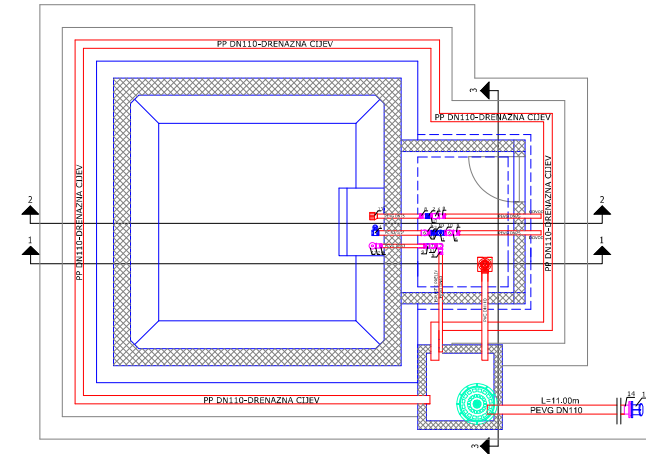 PP DN110-DRENAZNA CIJEV
3
PP DN110-DRENAZNA CIJEV
PP DN110-DRENAZNA CIJEV
PP DN110-DRENAZNA CIJEV
2
2
1
1
PP DN110-DRENAZNA CIJEV
L=11.00m
14
PEVG DN110
3